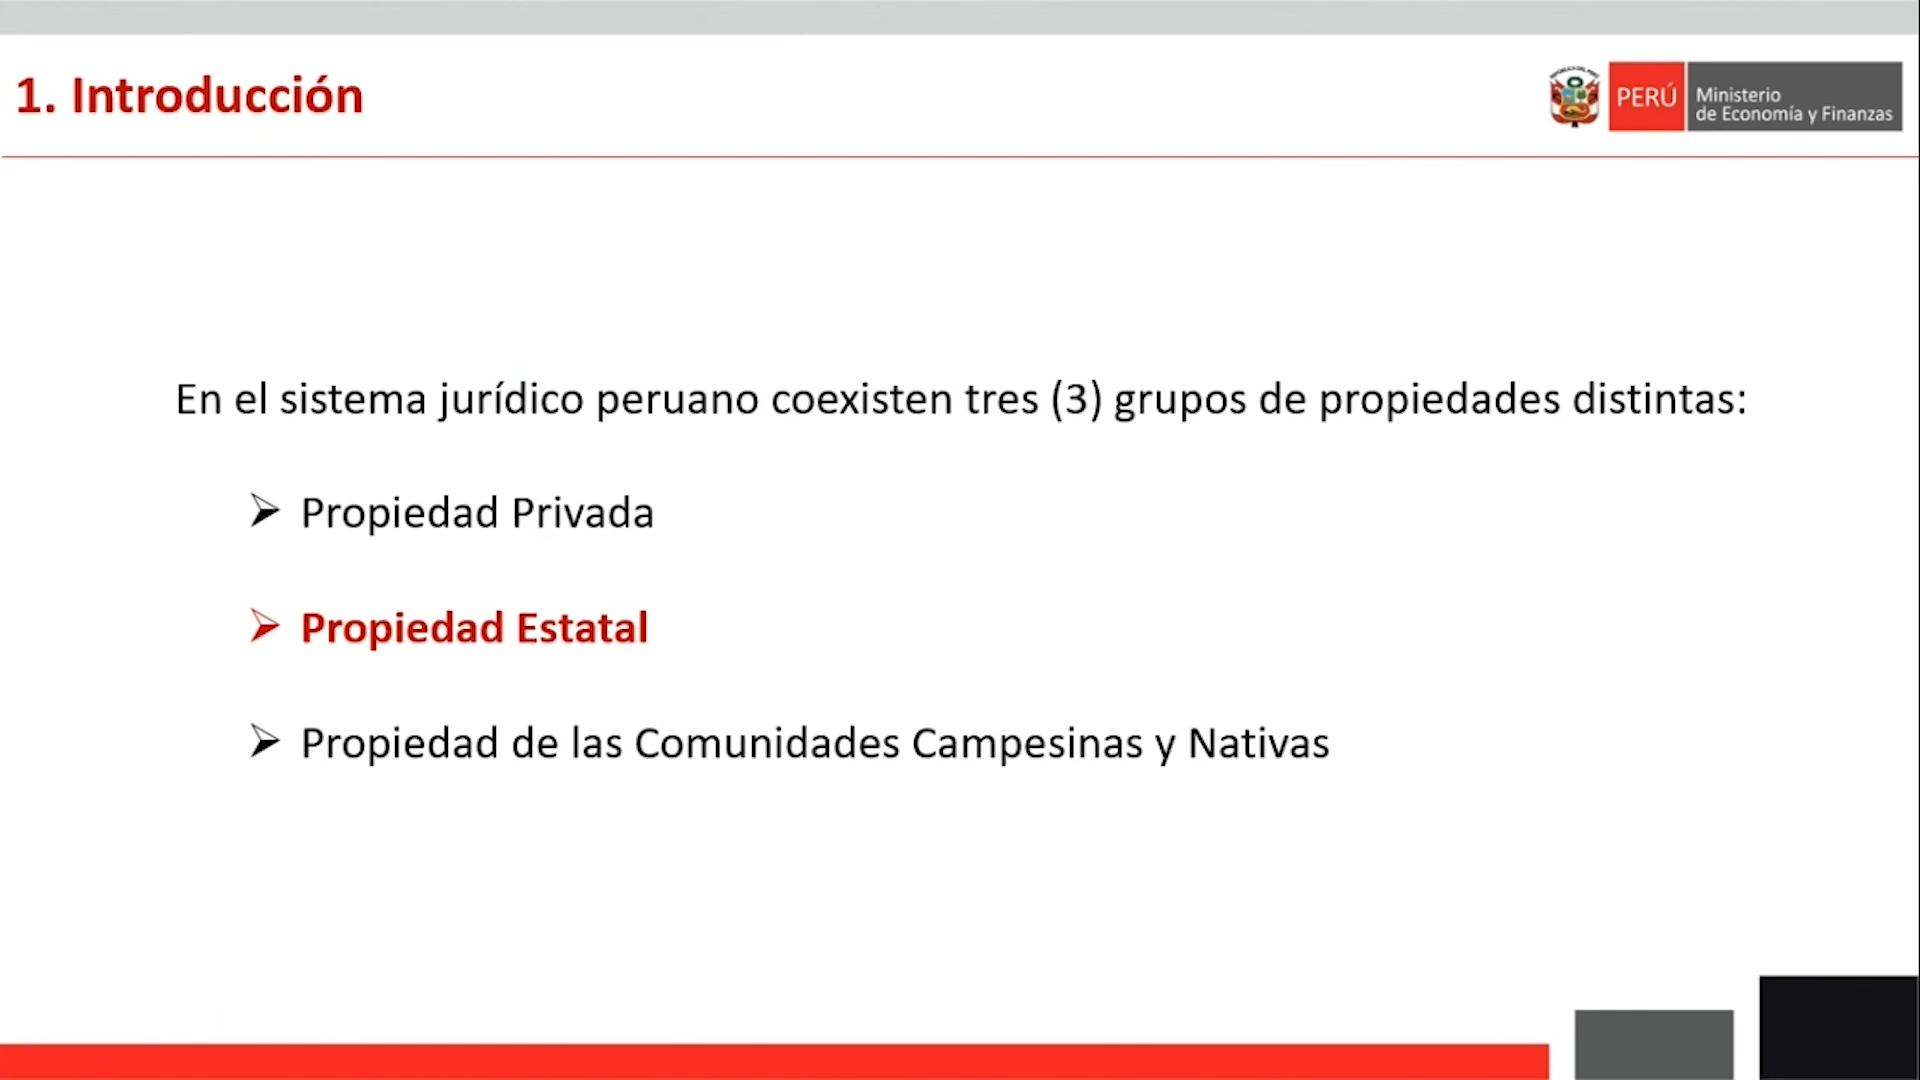 1. Introducción
PERÚ
Ministerio
de Economía y Finanzas
En el sistema jurídico peruano coexisten tres (3) grupos de propiedades distintas:
➢ Propiedad Privada
➢ Propiedad Estatal
➢ Propiedad de las Comunidades Campesinas y Nativas